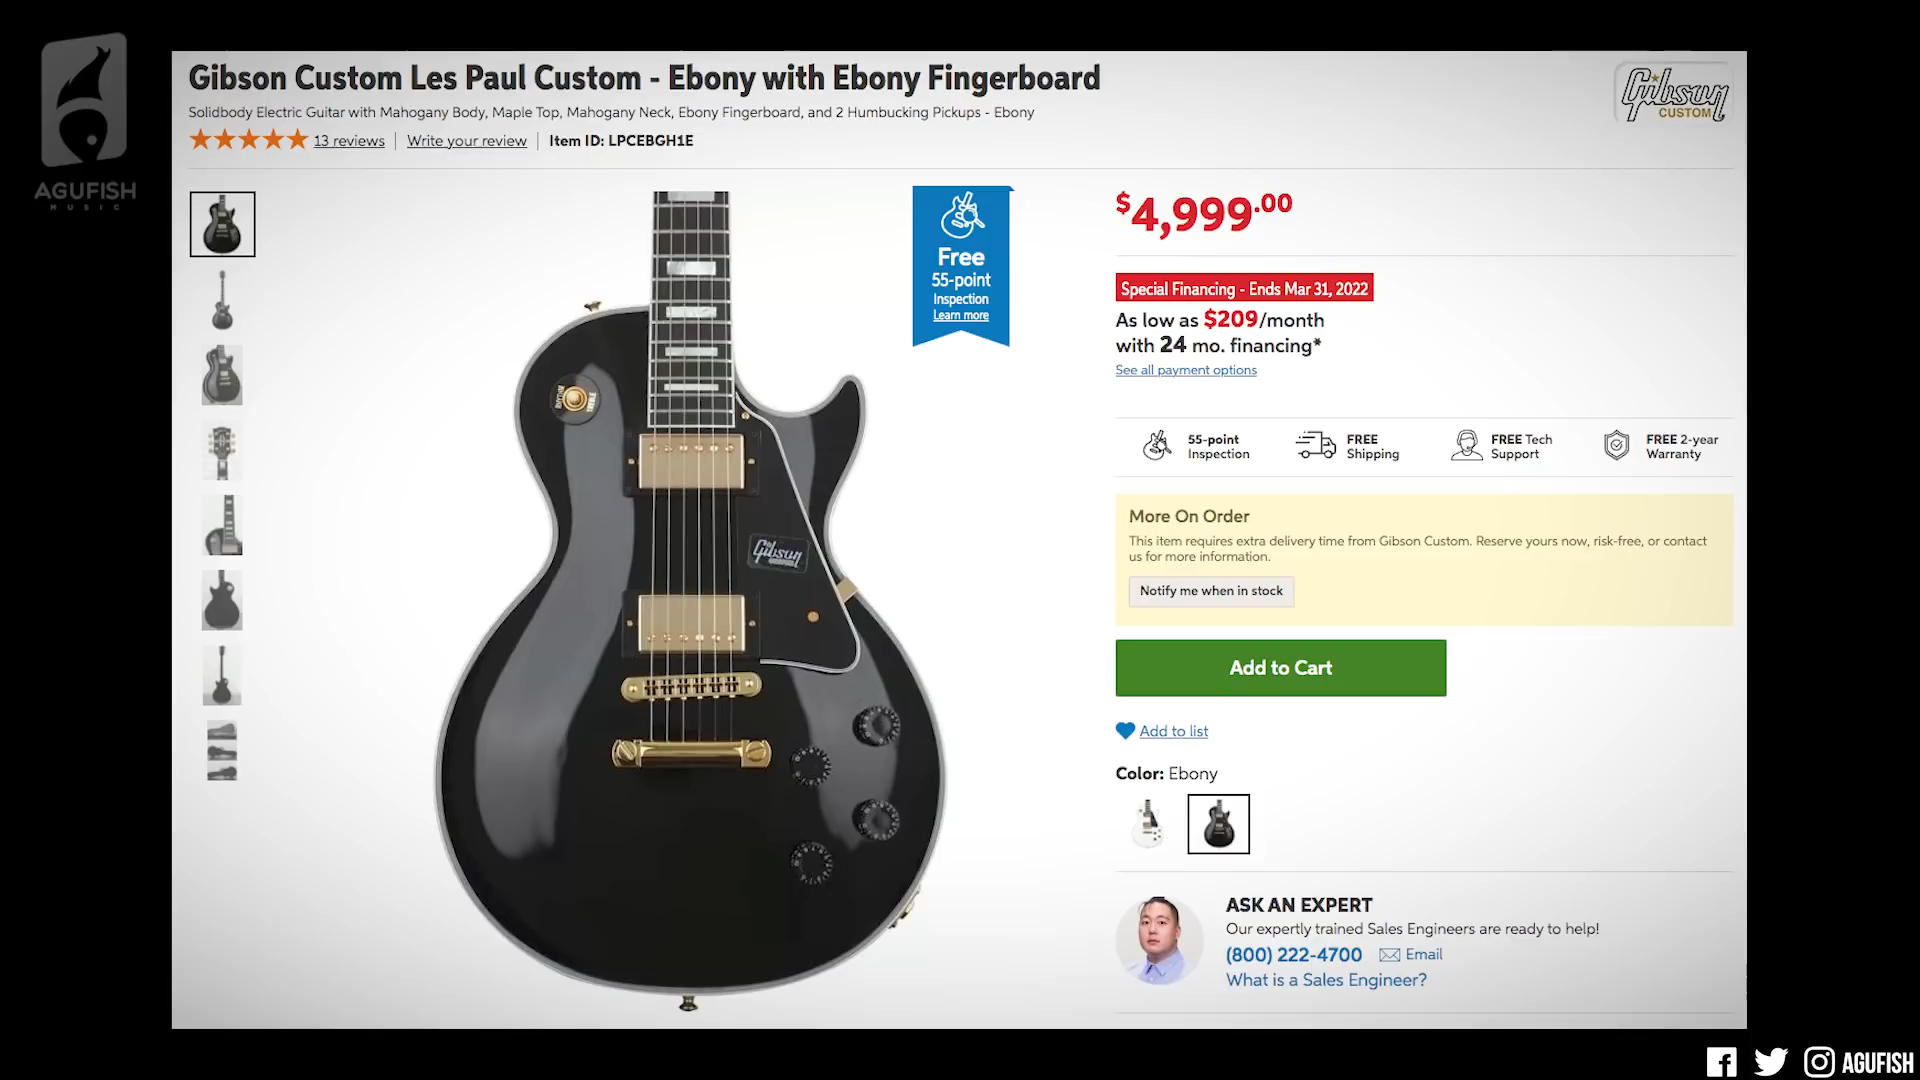 AGUFISH
MUSIC
Gibson Custom Les Paul Custom - Ebony with Ebony Fingerboard
Solidbody Electric Guitar with Mahogany Body, Maple Top, Mahogany Neck, Ebony Fingerboard, and 2 Humbucking Pickups - Ebony
13 reviews
Write your review
Item ID: LPCEBGH1E
Gibson
CUSTOM
Free
55-point
Inspection
Learn more
RHYTHM
TREBLE
Gibson
$4,999.00
Special Financing - Ends Mar 31, 2022
As low as $209/month
with 24 mo. financing*
See all payment options
55-point
Inspection
FREE
Shipping
FREE Tech
Support
FREE 2-year
Warranty
More On Order
This item requires extra delivery time from Gibson Custom. Reserve yours now, risk-free, or contact
us for more information.
Notify me when in stock
Add to Cart
Add to list
Color: Ebony
ASK AN EXPERT
Our expertly trained Sales Engineers are ready to help!
(800) 222-4700
Email
What is a Sales Engineer?
AGUFISH